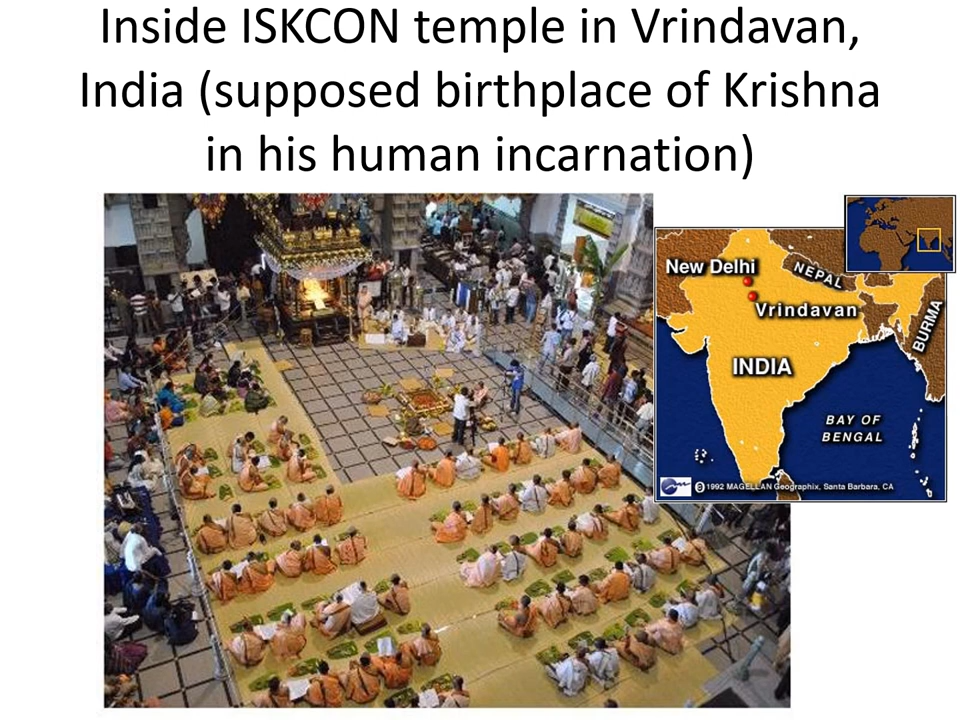 Inside ISKCON temple in Vrindavan,
India (supposed birthplace of Krishna
in his human incarnation)
New Delhi
NEPAL
Vrindavan
BURMA
INDIA
BAY OF
BENGAL
© 1992 MAGELLAN Geographix, Santa Barbara, CA